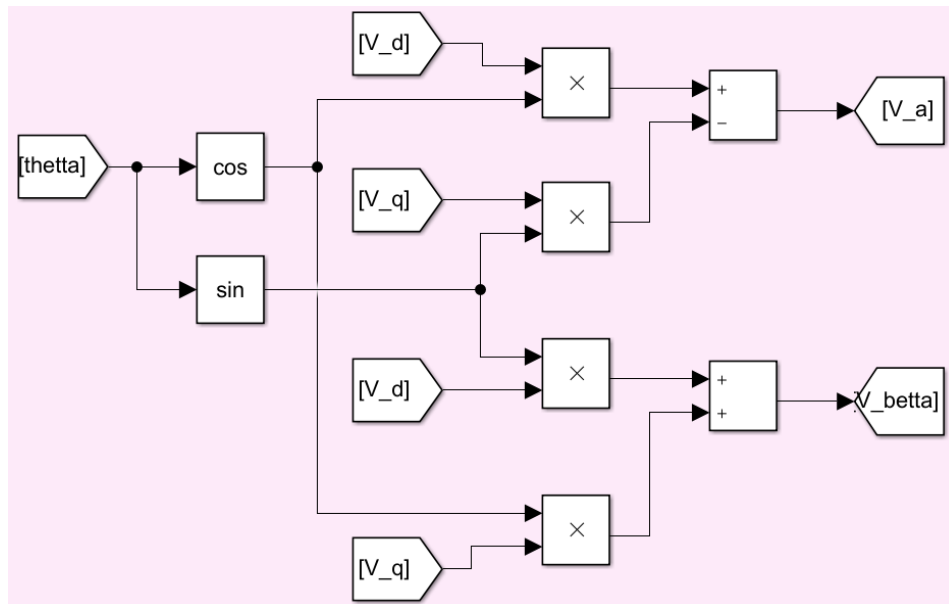 [V_d]
×
+
−
[V_a]
[thetta]
cos
[V_q]
×
sin
×
[V_d]
+
+
[V_betta]
×
[V_q]